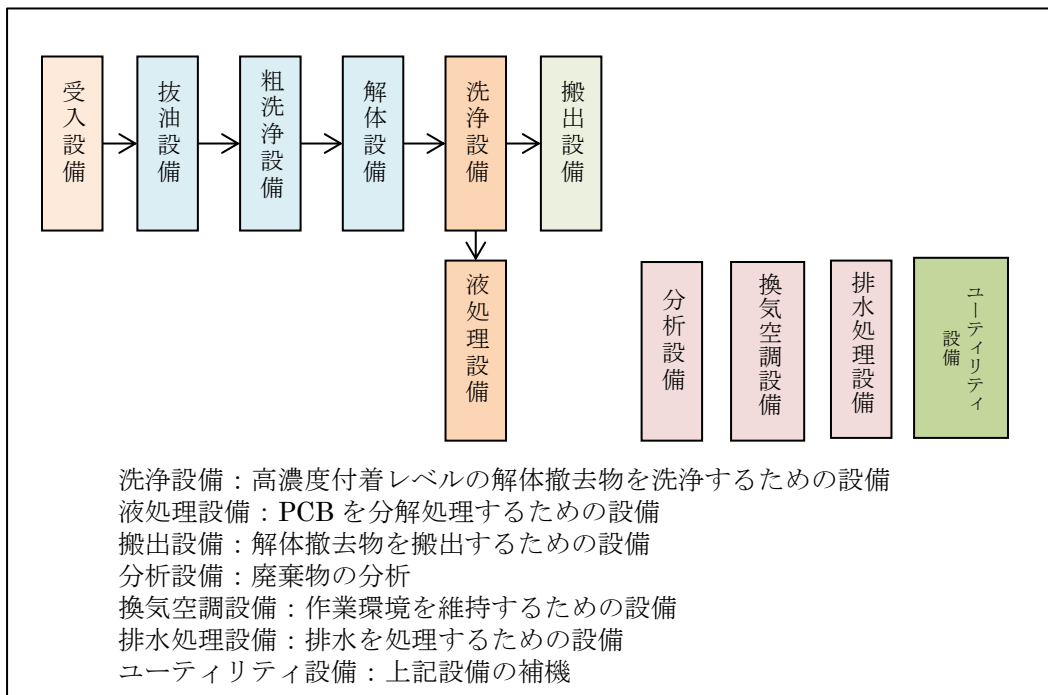 受入設備
抜油設備
粗洗浄設備
解体設備
洗浄設備
搬出設備
液処理設備
分析設備
換気空調設備
排水処理設備
ユーティリティ
設備
洗浄設備：高濃度付着レベルの解体撤去物を洗浄するための設備
液処理設備：PCB を分解処理するための設備
搬出設備：解体撤去物を搬出するための設備
分析設備：廃棄物の分析
換気空調設備：作業環境を維持するための設備
排水処理設備：排水を処理するための設備
ユーティリティ設備：上記設備の補機